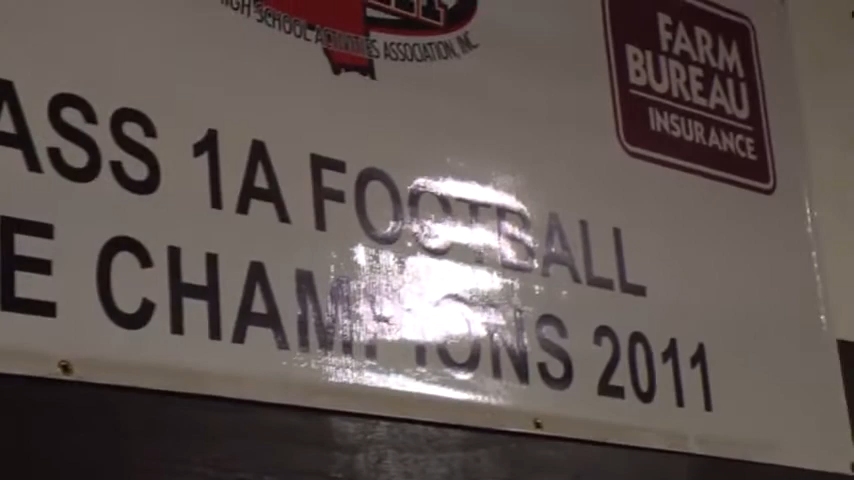 HIGH SCHOOL ACTIVITIES ASSOCIATION, INC.
FARM
BUREAU
INSURANCE
ASS 1A FOOTBALL
E CHAMPIONS 2011